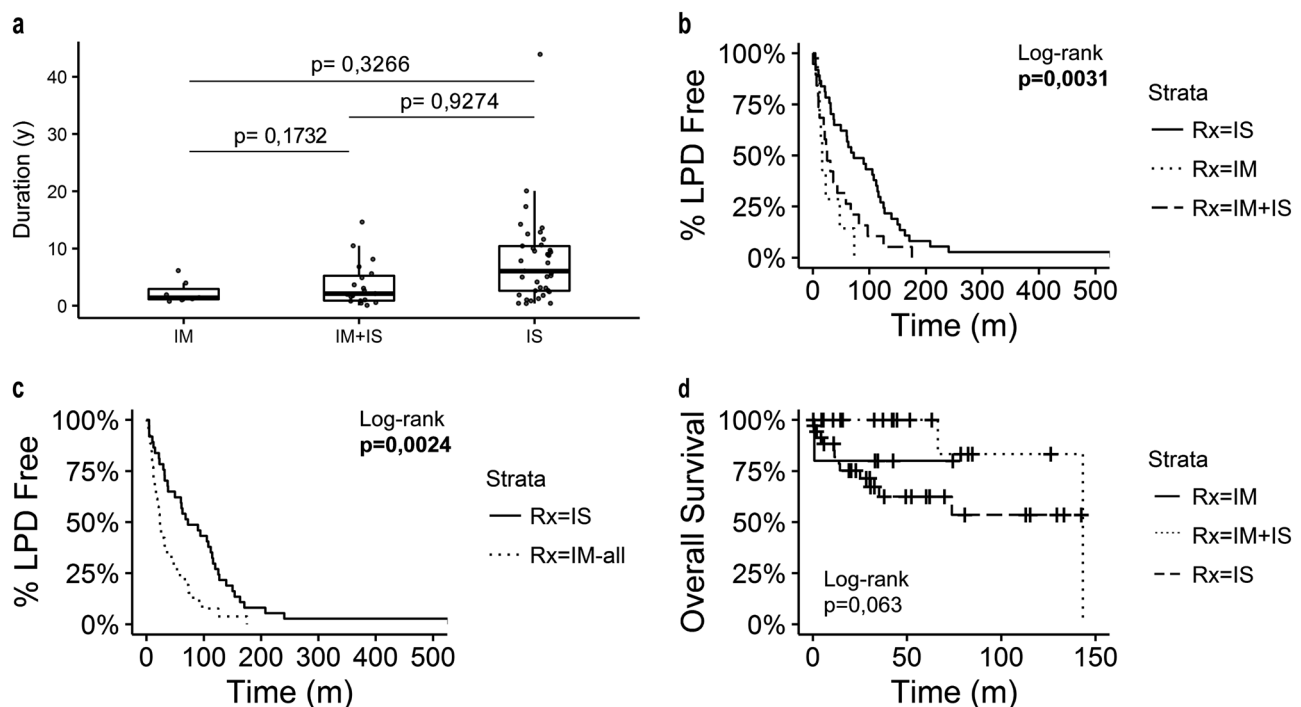 a
Duration (y)
40
30
20
10
0
p= 0,3266
p= 0,9274
p= 0,1732
IM
IM+IS
IS
b
% LPD Free
100%
75%
50%
25%
0%
Log-rank
p=0,0031
0 100 200 300 400 500
Time (m)
Strata
Rx=IS
Rx=IM
Rx=IM+IS
c
% LPD Free
100%
75%
50%
25%
0%
Log-rank
p=0,0024
0 100 200 300 400 500
Time (m)
Strata
Rx=IS
Rx=IM-all
d
Overall Survival
100%
75%
50%
25%
0%
Log-rank
p=0,063
0 50 100 150
Time (m)
Strata
Rx=IM
Rx=IM+IS
Rx=IS